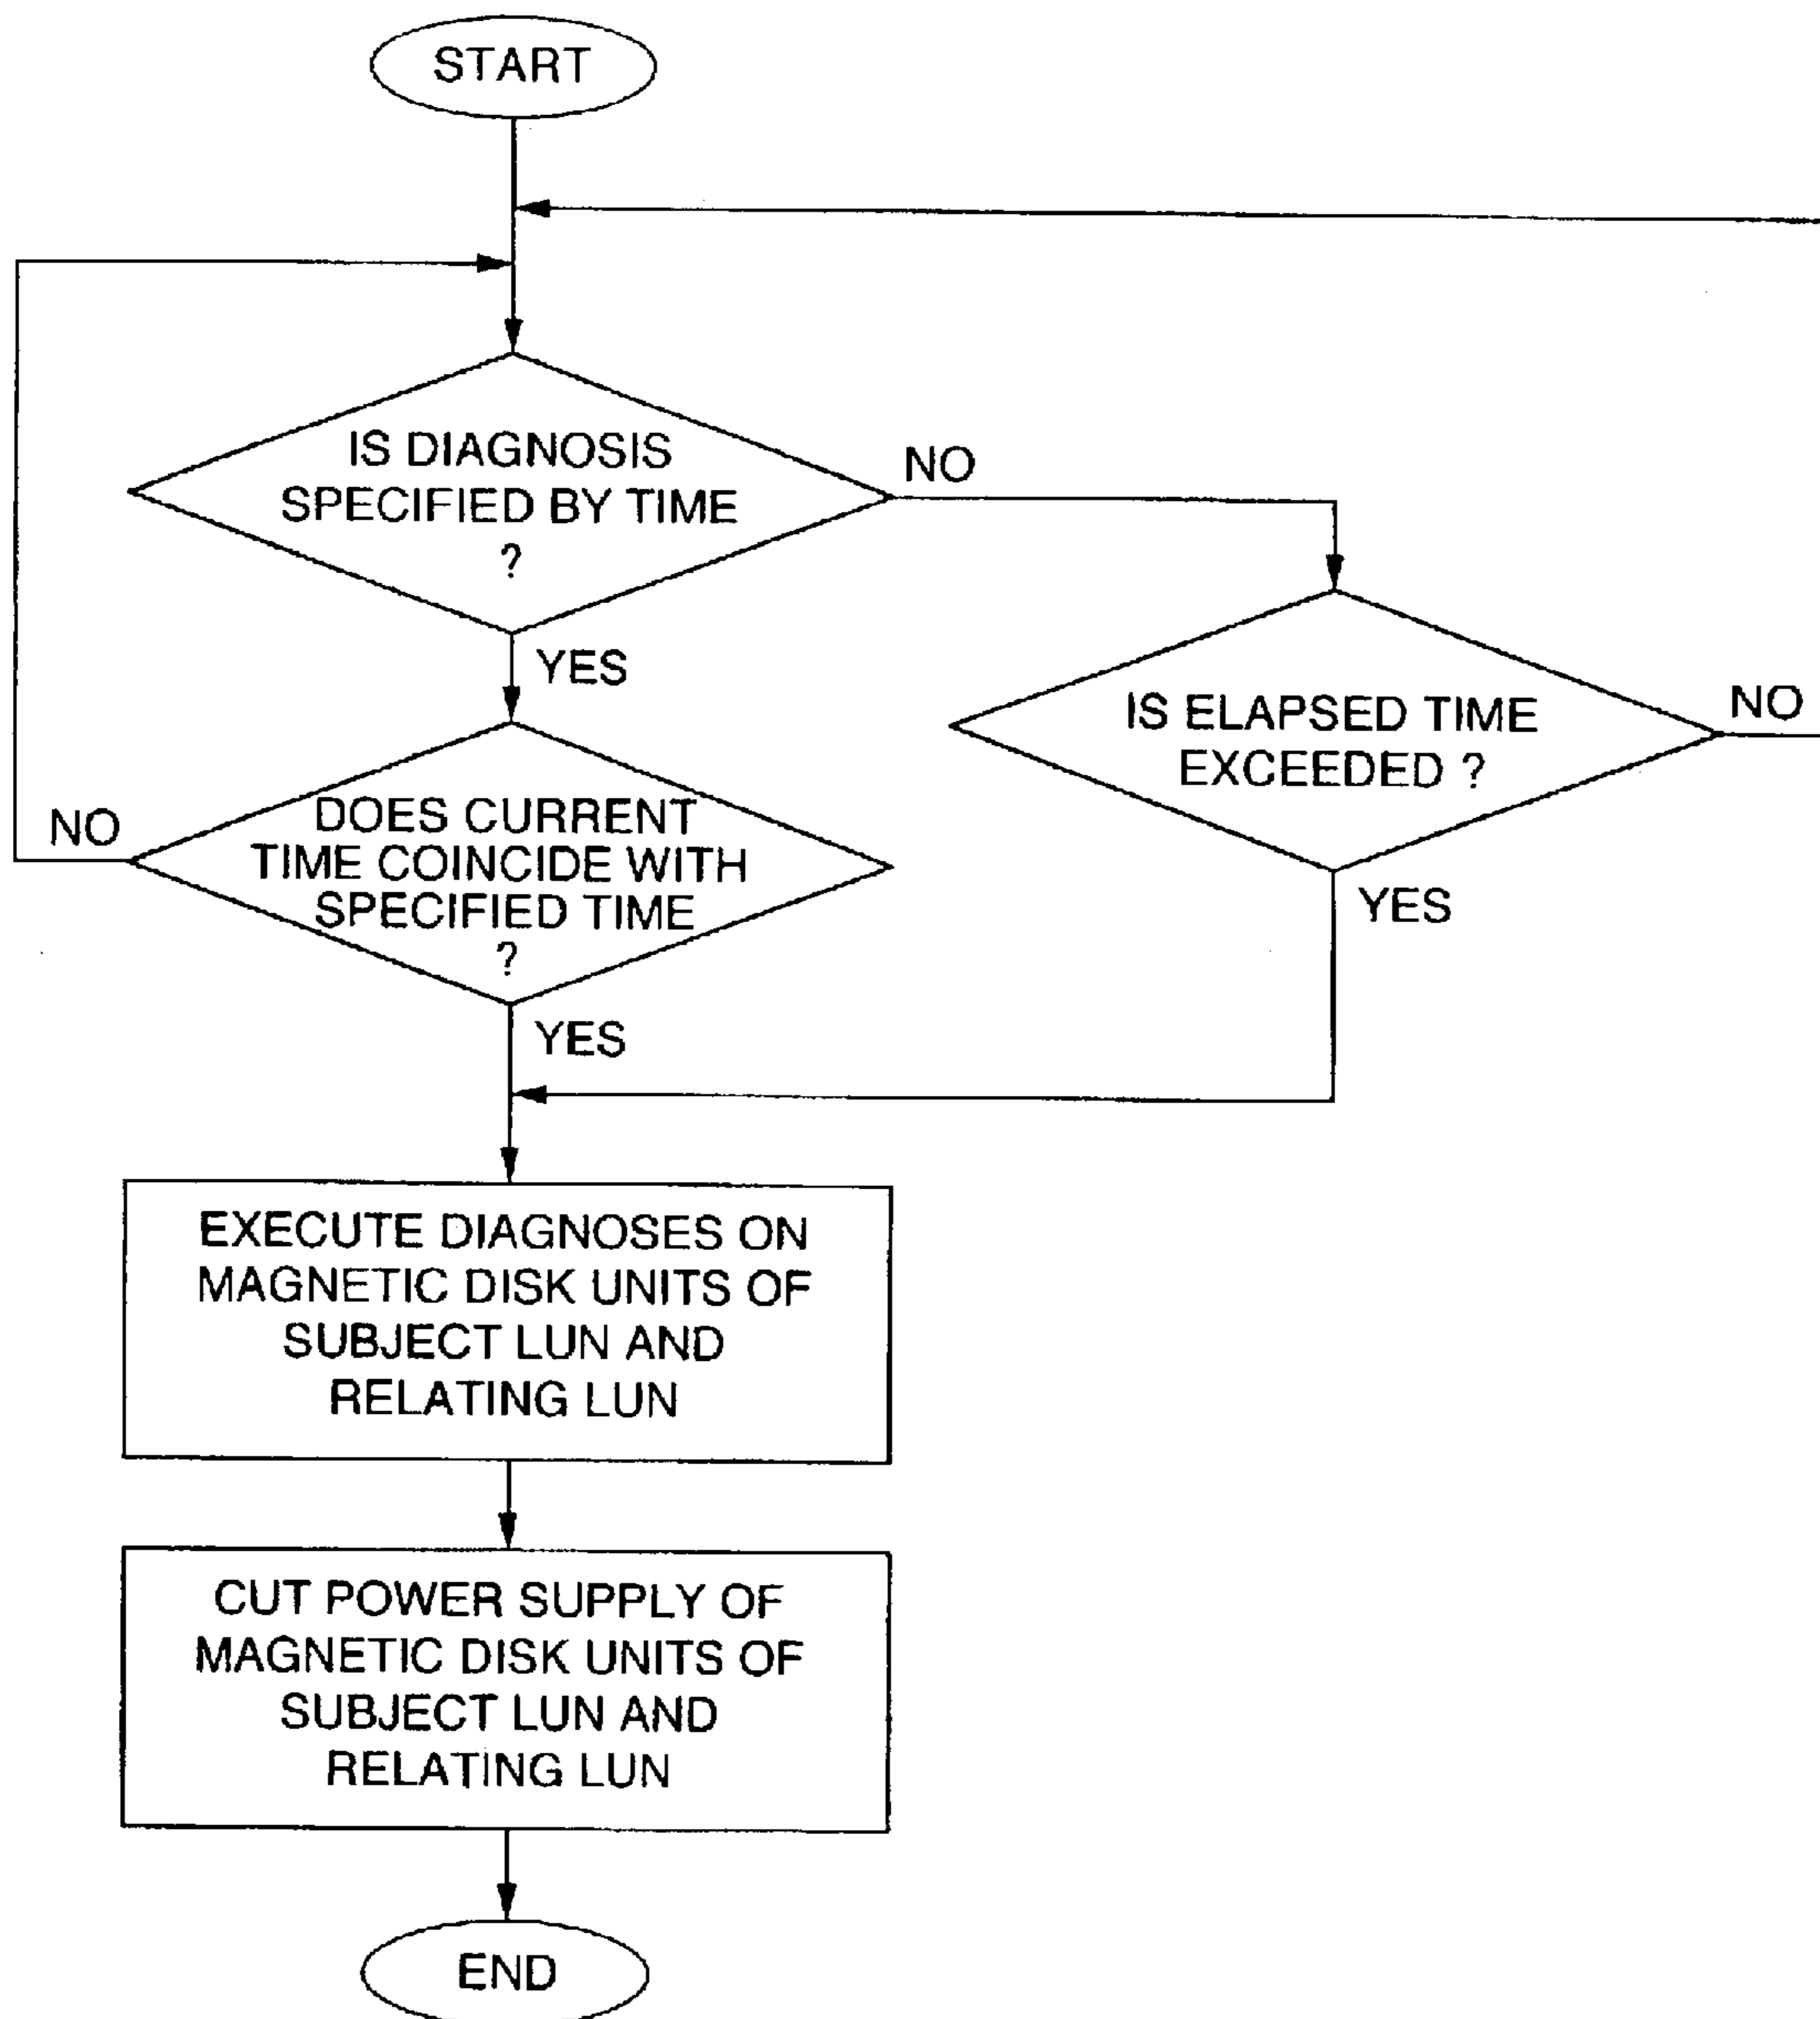 START
IS DIAGNOSIS
SPECIFIED BY TIME
?
NO
YES
IS ELAPSED TIME
EXCEEDED ?
NO
YES
DOES CURRENT
TIME COINCIDE WITH
SPECIFIED TIME
?
NO
YES
EXECUTE DIAGNOSES ON
MAGNETIC DISK UNITS OF
SUBJECT LUN AND
RELATING LUN
CUT POWER SUPPLY OF
MAGNETIC DISK UNITS OF
SUBJECT LUN AND
RELATING LUN
END